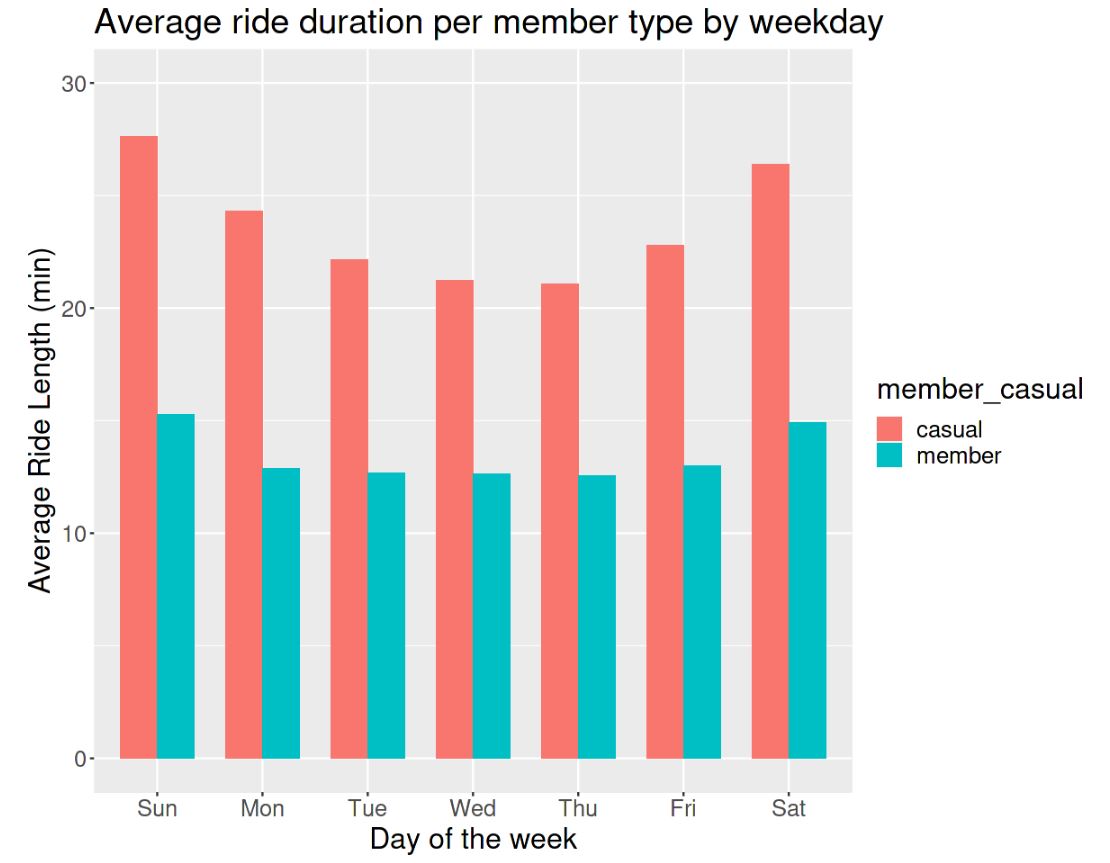 Average ride duration per member type by weekday
30
20
10
0
Average Ride Length (min)
Sun Mon Tue Wed Thu Fri Sat
Day of the week
member_casual
casual
member